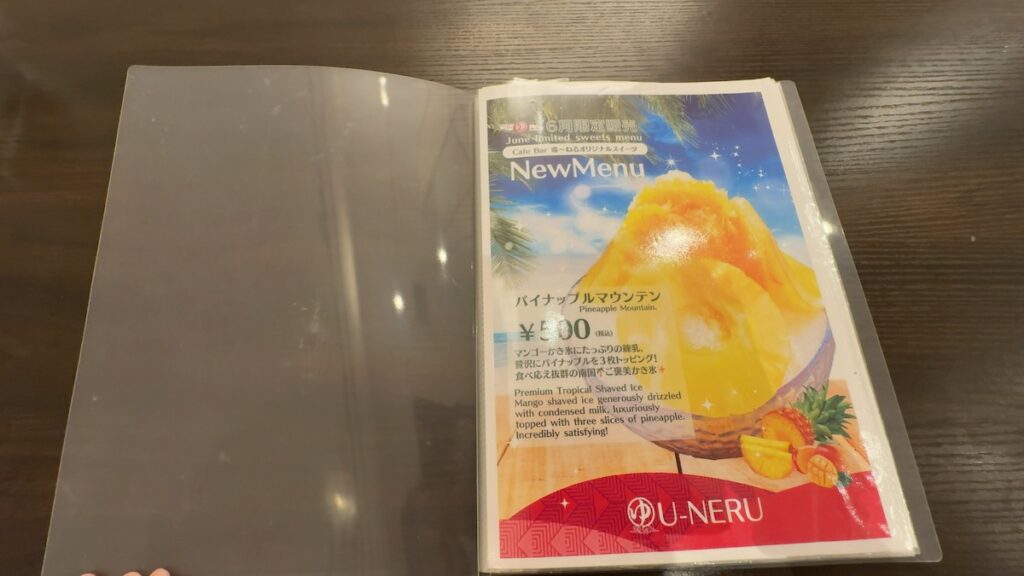 6月限定販売
June limited sweets menu
Cafe Bar 湯~ねるオリジナルスイーツ
NewMenu
パイナップルマウンテン
Pineapple Mountain.
¥500 (税込)
マンゴーかき氷にたっぷりの練乳、
贅沢にパイナップルを3枚トッピング!
食べ応え抜群の南国ご褒美かき氷
Premium Tropical Shaved Ice
Mango shaved ice generously drizzled
with condensed milk, luxuriously
topped with three slices of pineapple.
Incredibly satisfying!
ゆ U-NERU